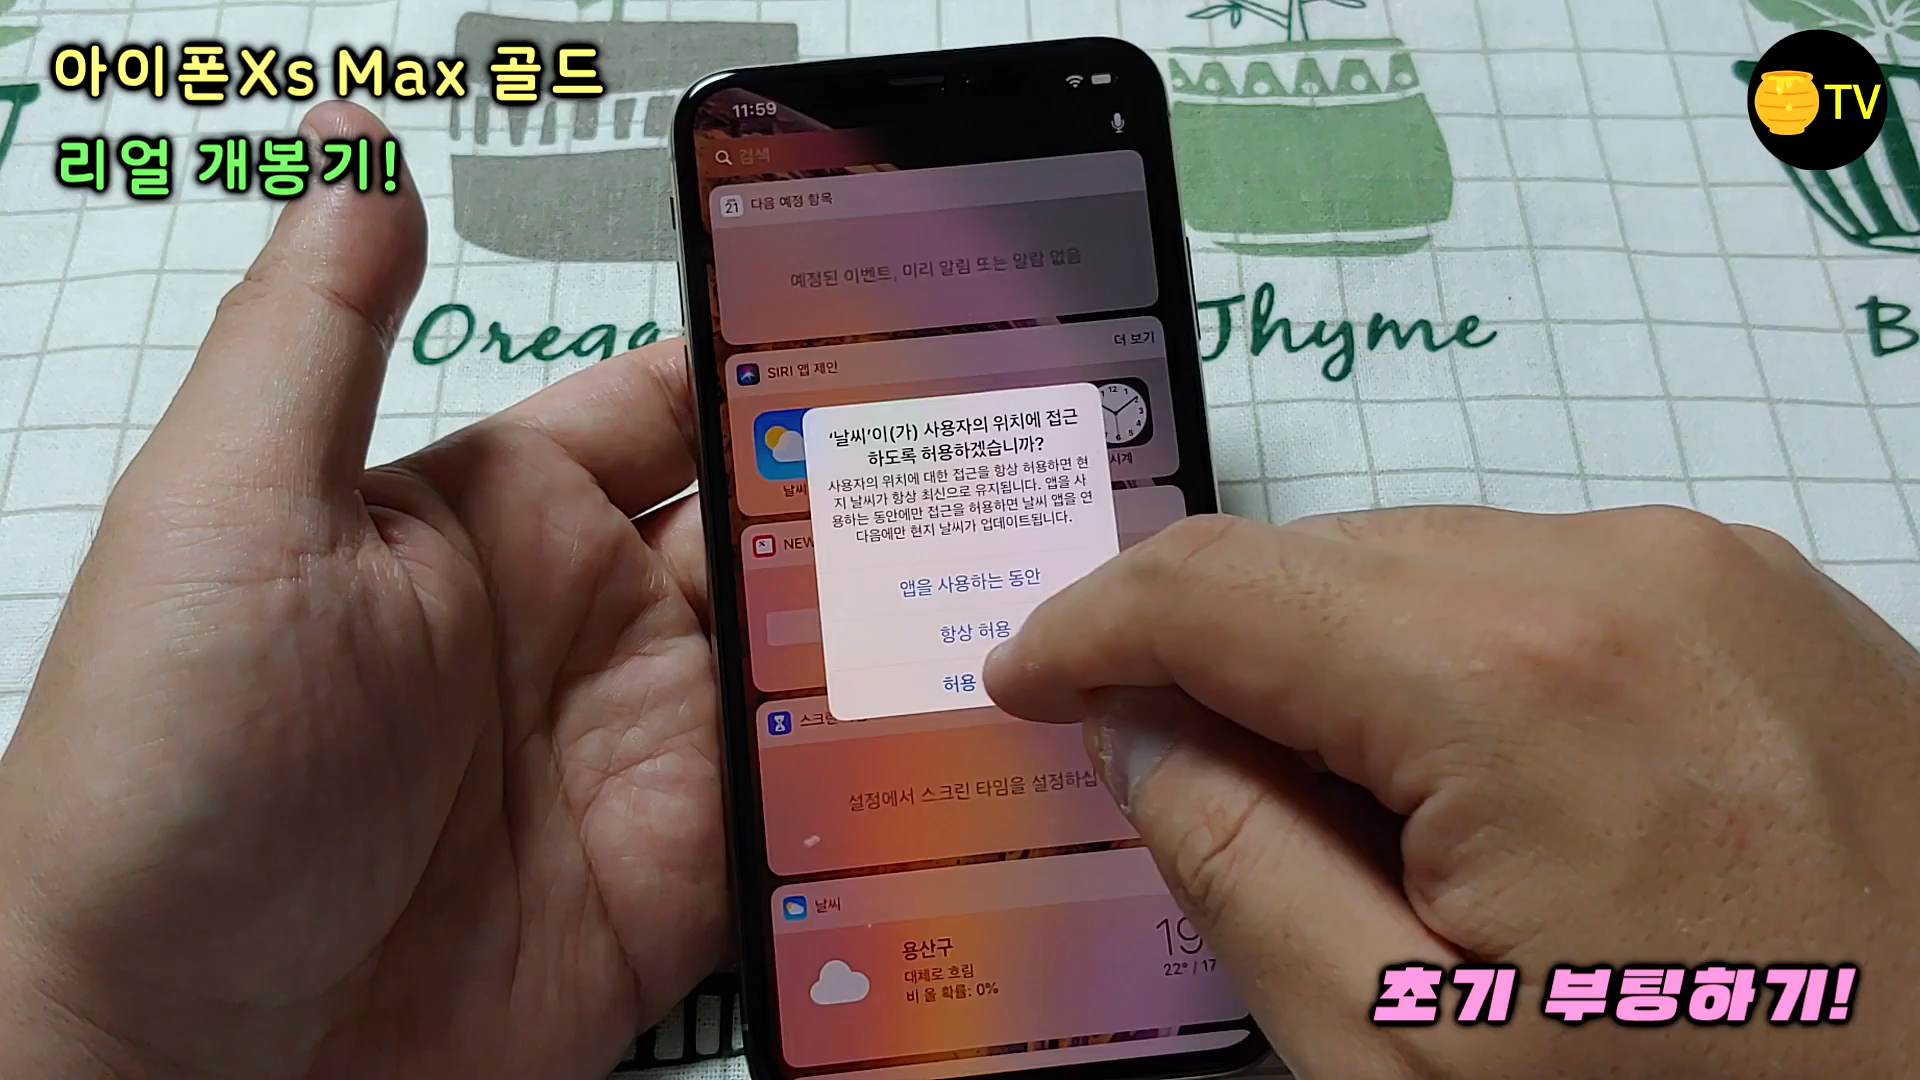 아이폰Xs Max 골드
리얼 개봉기!
TV
11:59
검색
21 다음 예정 항목
예정된 이벤트, 미리 알림 또는 알람 없음
SIRI 앱 제안
더 보기
날씨
시계
'날씨'이(가) 사용자의 위치에 접근
하도록 허용하겠습니까?
사용자의 위치에 대한 접근을 항상 허용하면 현
지 날씨가 항상 최신으로 유지됩니다. 앱을 사
용하는 동안에만 접근을 허용하면 날씨 앱을 연
다음에만 현지 날씨가 업데이트됩니다.
앱을 사용하는 동안
항상 허용
허용
NEW
스크린
설정에서 스크린 타임을 설정하십
날씨
용산구
대체로 흐림
비 올 확률: 0%
19
22° / 17
Orega
Thyme
B
초기 부팅하기!